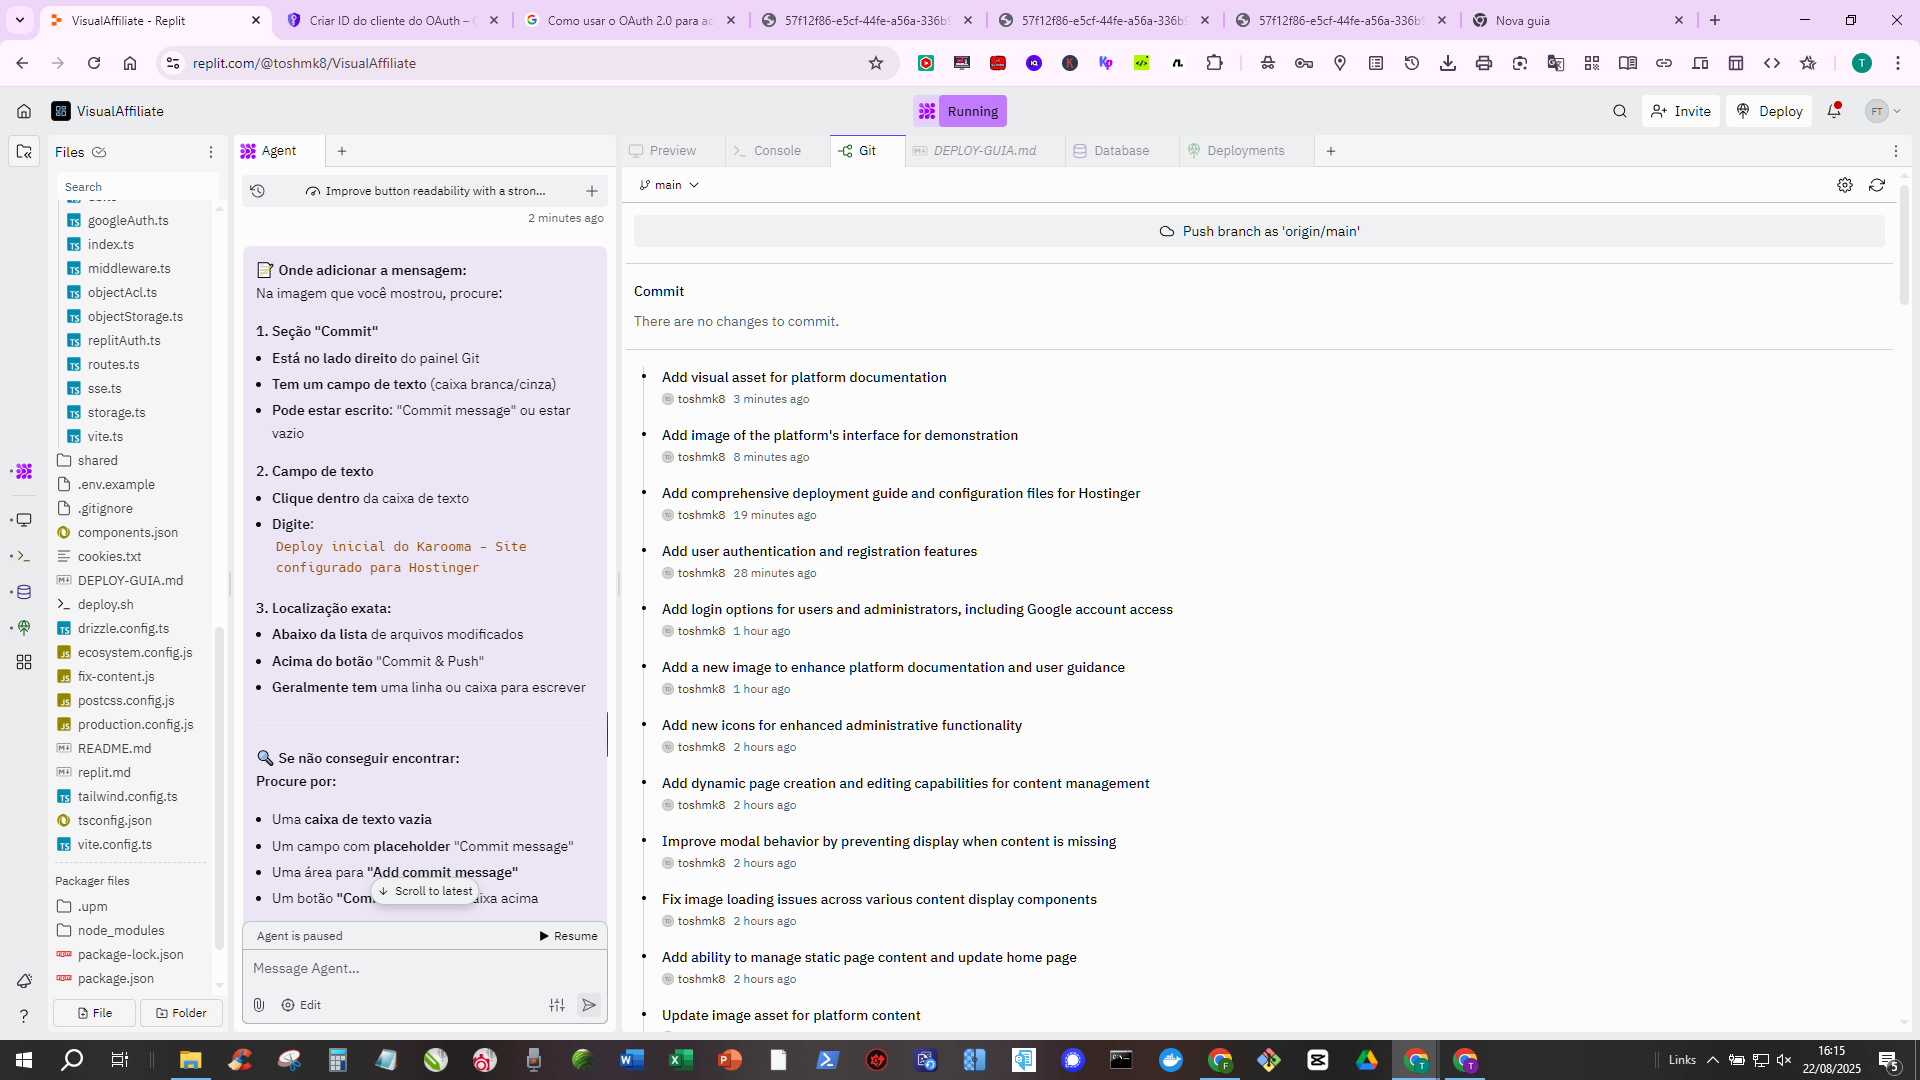 VisualAffiliate - Replit
Criar ID do cliente do OAuth –
Como usar o OAuth 2.0 para
57f12f86-e5cf-44fe-a56a-336b
57f12f86-e5cf-44fe-a56a-336b
57f12f86-e5cf-44fe-a56a-336b
Nova guia
replit.com/@toshmk8/VisualAffiliate
T
VisualAffiliate
Running
Invite
Deploy
FT
Files
Search
googleAuth.ts
index.ts
middleware.ts
objectAcl.ts
objectStorage.ts
replitAuth.ts
routes.ts
sse.ts
storage.ts
vite.ts
shared
.env.example
.gitignore
components.json
cookies.txt
DEPLOY-GUIA.md
deploy.sh
drizzle.config.ts
ecosystem.config.js
fix-content.js
postcss.config.js
production.config.js
README.md
replit.md
tailwind.config.ts
tsconfig.json
vite.config.ts
Packager files
.upm
node_modules
package-lock.json
package.json
File
Folder
Agent
Improve button readability with a stron...
2 minutes ago
📝 Onde adicionar a mensagem:
Na imagem que você mostrou, procure:
1. Seção "Commit"
• Está no lado direito do painel Git
• Tem um campo de texto (caixa branca/cinza)
• Pode estar escrito: "Commit message" ou estar
vazio
2. Campo de texto
• Clique dentro da caixa de texto
• Digite:
Deploy inicial do Karooma - Site
configurado para Hostinger
3. Localização exata:
• Abaixo da lista de arquivos modificados
• Acima do botão "Commit & Push"
• Geralmente tem uma linha ou caixa para escrever
🔍 Se não conseguir encontrar:
Procure por:
• Uma caixa de texto vazia
• Um campo com placeholder "Commit message"
• Uma área para "Add commit message"
• Um botão "Com
aixa acima
Scroll to latest
Agent is paused
Resume
Message Agent...
Edit
Preview
Console
Git
DEPLOY-GUIA.md
Database
Deployments
main
Push branch as 'origin/main'
Commit
There are no changes to commit.
Add visual asset for platform documentation
toshmk8 3 minutes ago
Add image of the platform's interface for demonstration
toshmk8 8 minutes ago
Add comprehensive deployment guide and configuration files for Hostinger
toshmk8 19 minutes ago
Add user authentication and registration features
toshmk8 28 minutes ago
Add login options for users and administrators, including Google account access
toshmk8 1 hour ago
Add a new image to enhance platform documentation and user guidance
toshmk8 1 hour ago
Add new icons for enhanced administrative functionality
toshmk8 2 hours ago
Add dynamic page creation and editing capabilities for content management
toshmk8 2 hours ago
Improve modal behavior by preventing display when content is missing
toshmk8 2 hours ago
Fix image loading issues across various content display components
toshmk8 2 hours ago
Add ability to manage static page content and update home page
toshmk8 2 hours ago
Update image asset for platform content
Links
16:15
22/08/2025
5